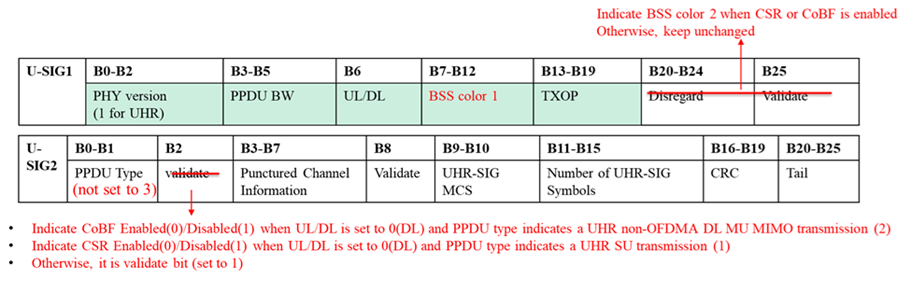 Indicate BSS color 2 when CSR or CoBF is enabled
Otherwise, keep unchanged
U-SIG1 B0-B2 B3-B5 B6 B7-B12 B13-B19 B20-B24 B25
PHY version PPDU BW UL/DL BSS color 1 TXOP Disregard Validate
(1 for UHR)
U- B0-B1 B2 B3-B7 B8 B9-B10 B11-B15 B16-B19 B20-B25
SIG2 PPDU Type validate Punctured Channel Validate UHR-SIG Number of UHR-SIG CRC Tail
(not set to 3) Information MCS Symbols
• Indicate CoBF Enabled(0)/Disabled(1) when UL/DL is set to 0(DL) and PPDU type indicates a UHR non-OFDMA DL MU MIMO transmission (2)
• Indicate CSR Enabled(0)/Disabled(1) when UL/DL is set to 0(DL) and PPDU type indicates a UHR SU transmission (1)
• Otherwise, it is validate bit (set to 1)